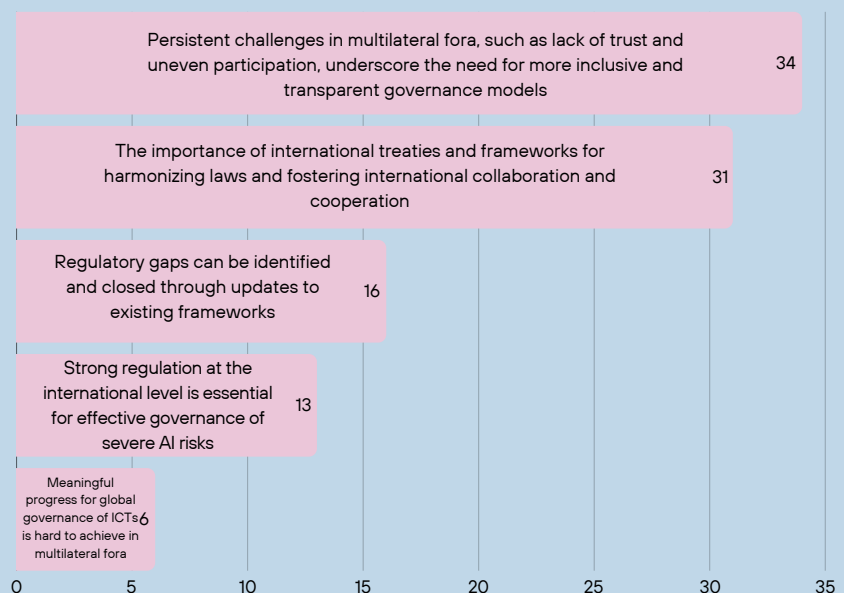 Persistent challenges in multilateral fora, such as lack of trust and
uneven participation, underscore the need for more inclusive and
transparent governance models
34
The importance of international treaties and frameworks for
harmonizing laws and fostering international collaboration and
cooperation
31
Regulatory gaps can be identified
and closed through updates to
existing frameworks
16
Strong regulation at the
international level is essential
for effective governance of
severe AI risks
13
Meaningful
progress for global
governance of ICTs
is hard to achieve in
multilateral fora
6
0 5 10 15 20 25 30 35